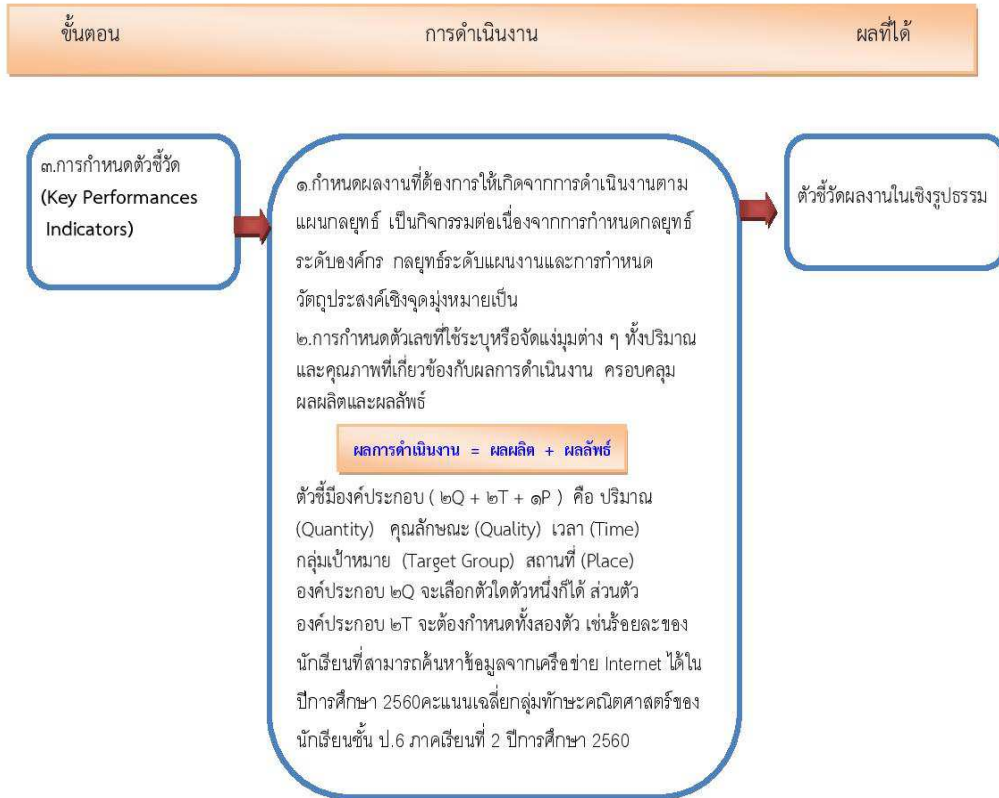 ขั้นตอน การดำเนินงาน ผลที่ได้
๓.การกำหนดตัวชี้วัด
(Key Performances
Indicators)
๑.กำหนดผลงานที่ต้องการให้เกิดจากการดำเนินงานตาม
แผนกลยุทธ์ เป็นกิจกรรมต่อเนื่องจากการกำหนดกลยุทธ์
ระดับองค์กร กลยุทธ์ระดับแผนงานและการกำหนด
วัตถุประสงค์เชิงจุดมุ่งหมายเป็น
๒.การกำหนดตัวเลขที่ใช้ระบุหรือจัดแง่มุมต่าง ๆ ทั้งปริมาณ
และคุณภาพที่เกี่ยวข้องกับผลการดำเนินงาน ครอบคลุม
ผลผลิตและผลลัพธ์
ผลการดำเนินงาน = ผลผลิต + ผลลัพธ์
ตัวชี้มีองค์ประกอบ ( ๒Q + ๒T + ๑P ) คือ ปริมาณ
(Quantity) คุณลักษณะ (Quality) เวลา (Time)
กลุ่มเป้าหมาย (Target Group) สถานที่ (Place)
องค์ประกอบ ๒Q จะเลือกตัวใดตัวหนึ่งก็ได้ ส่วนตัว
องค์ประกอบ ๒T จะต้องกำหนดทั้งสองตัว เช่นร้อยละของ
นักเรียนที่สามารถค้นหาข้อมูลจากเครือข่าย Internet ได้ใน
ปีการศึกษา 2560คะแนนเฉลี่ยกลุ่มทักษะคณิตศาสตร์ของ
นักเรียนชั้น ป.6 ภาคเรียนที่ 2 ปีการศึกษา 2560
ตัวชี้วัดผลงานในเชิงรูปธรรม